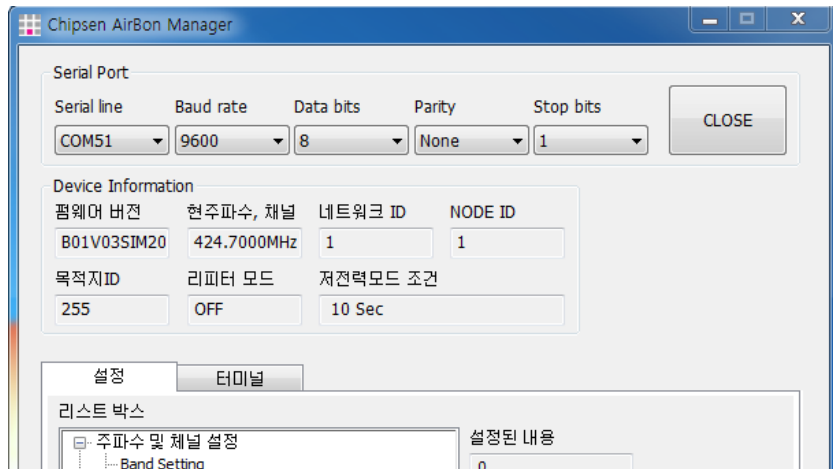 Chipsen AirBon Manager
Serial Port
Serial line Baud rate Data bits Parity Stop bits
COM51 9600 8 None 1
CLOSE
Device Information
펌웨어 버전 현주파수, 채널 네트워크 ID NODE ID
B01V03SIM20 424.7000MHz 1 1
목적지ID 리피터 모드 저전력모드 조건
255 OFF 10 Sec
설정 터미널
리스트 박스
설정된 내용
주파수 및 체널 설정
Band Setting
0